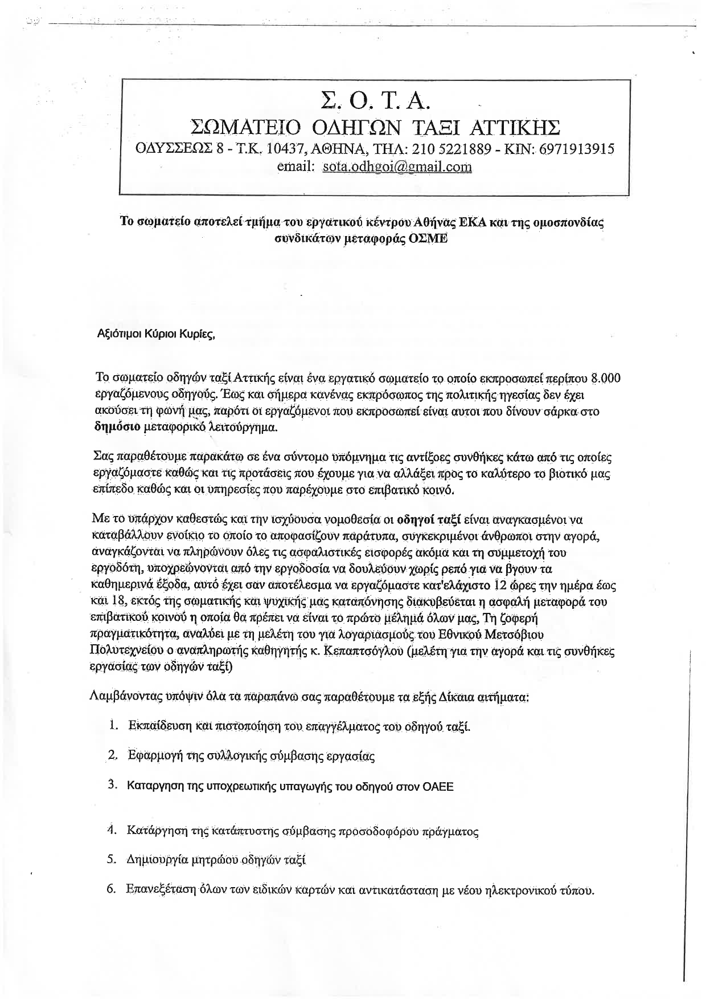 Σ. Ο. Τ. Α.
ΣΩΜΑΤΕΙΟ ΟΔΗΓΩΝ ΤΑΞΙ ΑΤΤΙΚΗΣ
ΟΔΥΣΣΕΩΣ 8 - Τ.Κ. 10437, ΑΘΗΝΑ, ΤΗΛ: 210 5221889 - ΚΙΝ: 6971913915
email: sota.odhgoi@gmail.com
Το σωματείο αποτελεί τμήμα του εργατικού κέντρου Αθήνας ΕΚΑ και της ομοσπονδίας
συνδικάτων μεταφοράς ΟΣΜΕ
Αξιότιμοι Κύριοι Κυρίες,
Το σωματείο οδηγών ταξί Αττικής είναι ένα εργατικό σωματείο το οποίο εκπροσωπεί περίπου 8.000
εργαζόμενους οδηγούς. Έως και σήμερα κανένας εκπρόσωπος της πολιτικής ηγεσίας δεν έχει
ακούσει τη φωνή μας, παρότι οι εργαζόμενοι που εκπροσωπεί είναι αυτοι που δίνουν σάρκα στο
δημόσιο μεταφορικό λειτούργημα.
Σας παραθέτουμε παρακάτω σε ένα σύντομο υπόμνημα τις αντίξοες συνθήκες κάτω από τις οποίες
εργαζόμαστε καθώς και τις προτάσεις που έχουμε για να αλλάξει προς το καλύτερο το βιοτικό μας
επίπεδο καθώς και οι υπηρεσίες που παρέχουμε στο επιβατικό κοινό.
Με το υπάρχον καθεστώς και την ισχύουσα νομοθεσία οι οδηγοί ταξί είναι αναγκασμένοι να
καταβάλλουν ενοίκιο το οποίο το αποφασίζουν παράτυπα, συγκεκριμένοι άνθρωποι στην αγορά,
αναγκάζονται να πληρώνουν όλες τις ασφαλιστικές εισφορές ακόμα και τη συμμετοχή του
εργοδότη, υποχρεώνονται από την εργοδοσία να δουλεύουν χωρίς ρεπό για να βγουν τα
καθημερινά έξοδα, αυτό έχει σαν αποτέλεσμα να εργαζόμαστε κατ'ελάχιστο 12 ώρες την ημέρα έως
και 18, εκτός της σωματικής και ψυχικής μας καταπόνησης διακυβεύεται η ασφαλή μεταφορά του
επιβατικού κοινού η οποία θα πρέπει να είναι το πρώτο μέλημά όλων μας, Τη ζοφερή
πραγματικότητα, αναλύει με τη μελέτη του για λογαριασμούς του Εθνικού Μετσόβιου
Πολυτεχνείου ο αναπληρωτής καθηγητής κ. Κεπαπτσόγλου (μελέτη για την αγορά και τις συνθήκες
εργασίας των οδηγών ταξί)
Λαμβάνοντας υπόψιν όλα τα παραπάνω σας παραθέτουμε τα εξής Δίκαια αιτήματα:
1. Εκπαίδευση και πιστοποίηση του επαγγέλματος του οδηγού ταξί.
2. Εφαρμογή της συλλογικής σύμβασης εργασίας
3. Καταργηση της υποχρεωτικής υπαγωγής του οδηγού στον ΟΑΕΕ
4. Κατάργηση της κατάπτυστης σύμβασης προσοδοφόρου πράγματος
5. Δημιουργία μητρώου οδηγών ταξί
6. Επανεξέταση όλων των ειδικών καρτών και αντικατάσταση με νέου ηλεκτρονικού τύπου.